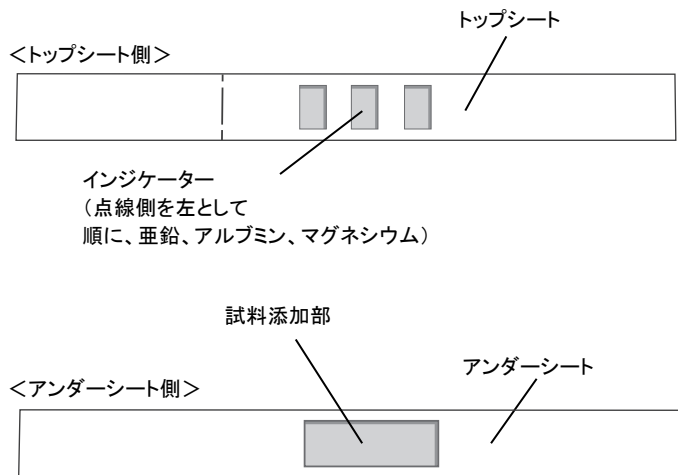 トップシート
＜トップシート側＞
インジケーター
（点線側を左として
順に、亜鉛、アルブミン、マグネシウム）
試料添加部
アンダーシート
＜アンダーシート側＞